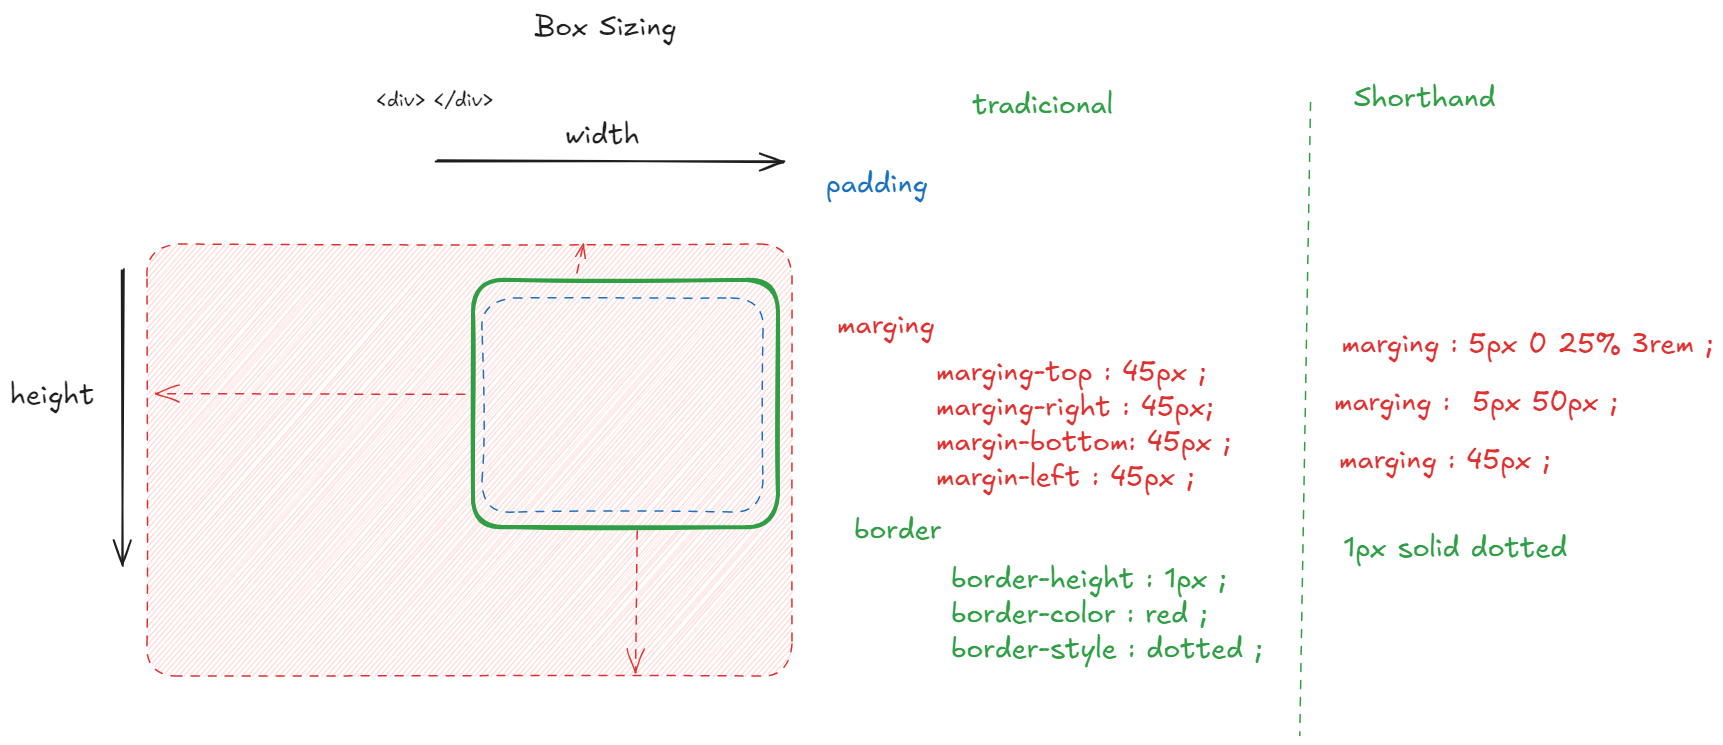 Box Sizing
<div> </div>
width
height
tradicional
Shorthand
padding
marging
marging-top : 45px ;
marging-right : 45px;
margin-bottom: 45px ;
margin-left : 45px ;
marging : 5px 0 25% 3rem ;
marging : 5px 50px ;
marging : 45px ;
border
border-height : 1px ;
border-color : red ;
border-style : dotted ;
1px solid dotted